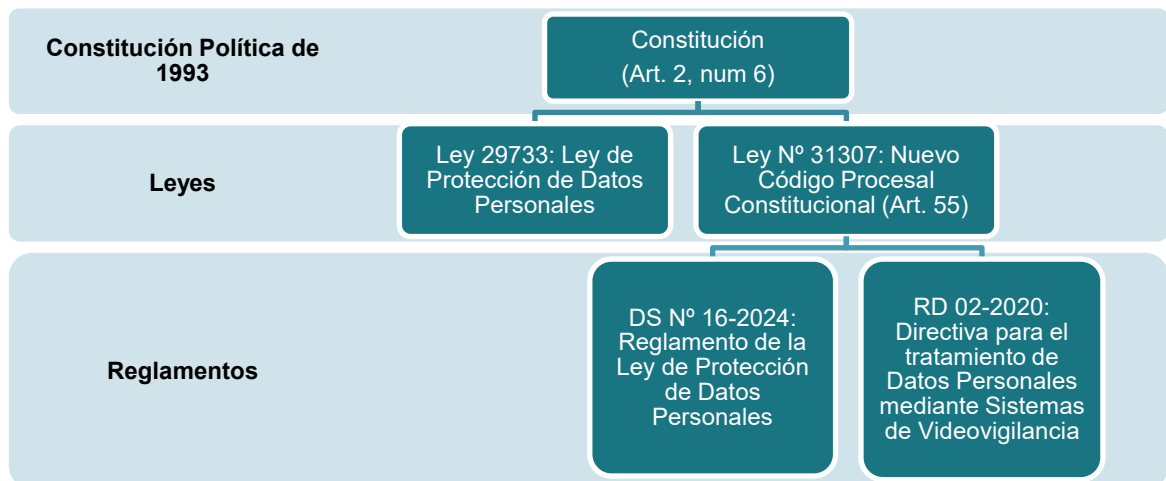 Constitución Política de
1993
Constitución
(Art. 2, num 6)
Leyes
Ley 29733: Ley de
Protección de Datos
Personales
Ley Nº 31307: Nuevo
Código Procesal
Constitucional (Art. 55)
Reglamentos
DS Nº 16-2024:
Reglamento de la
Ley de Protección
de Datos
Personales
RD 02-2020:
Directiva para el
tratamiento de
Datos Personales
mediante Sistemas
de Videovigilancia